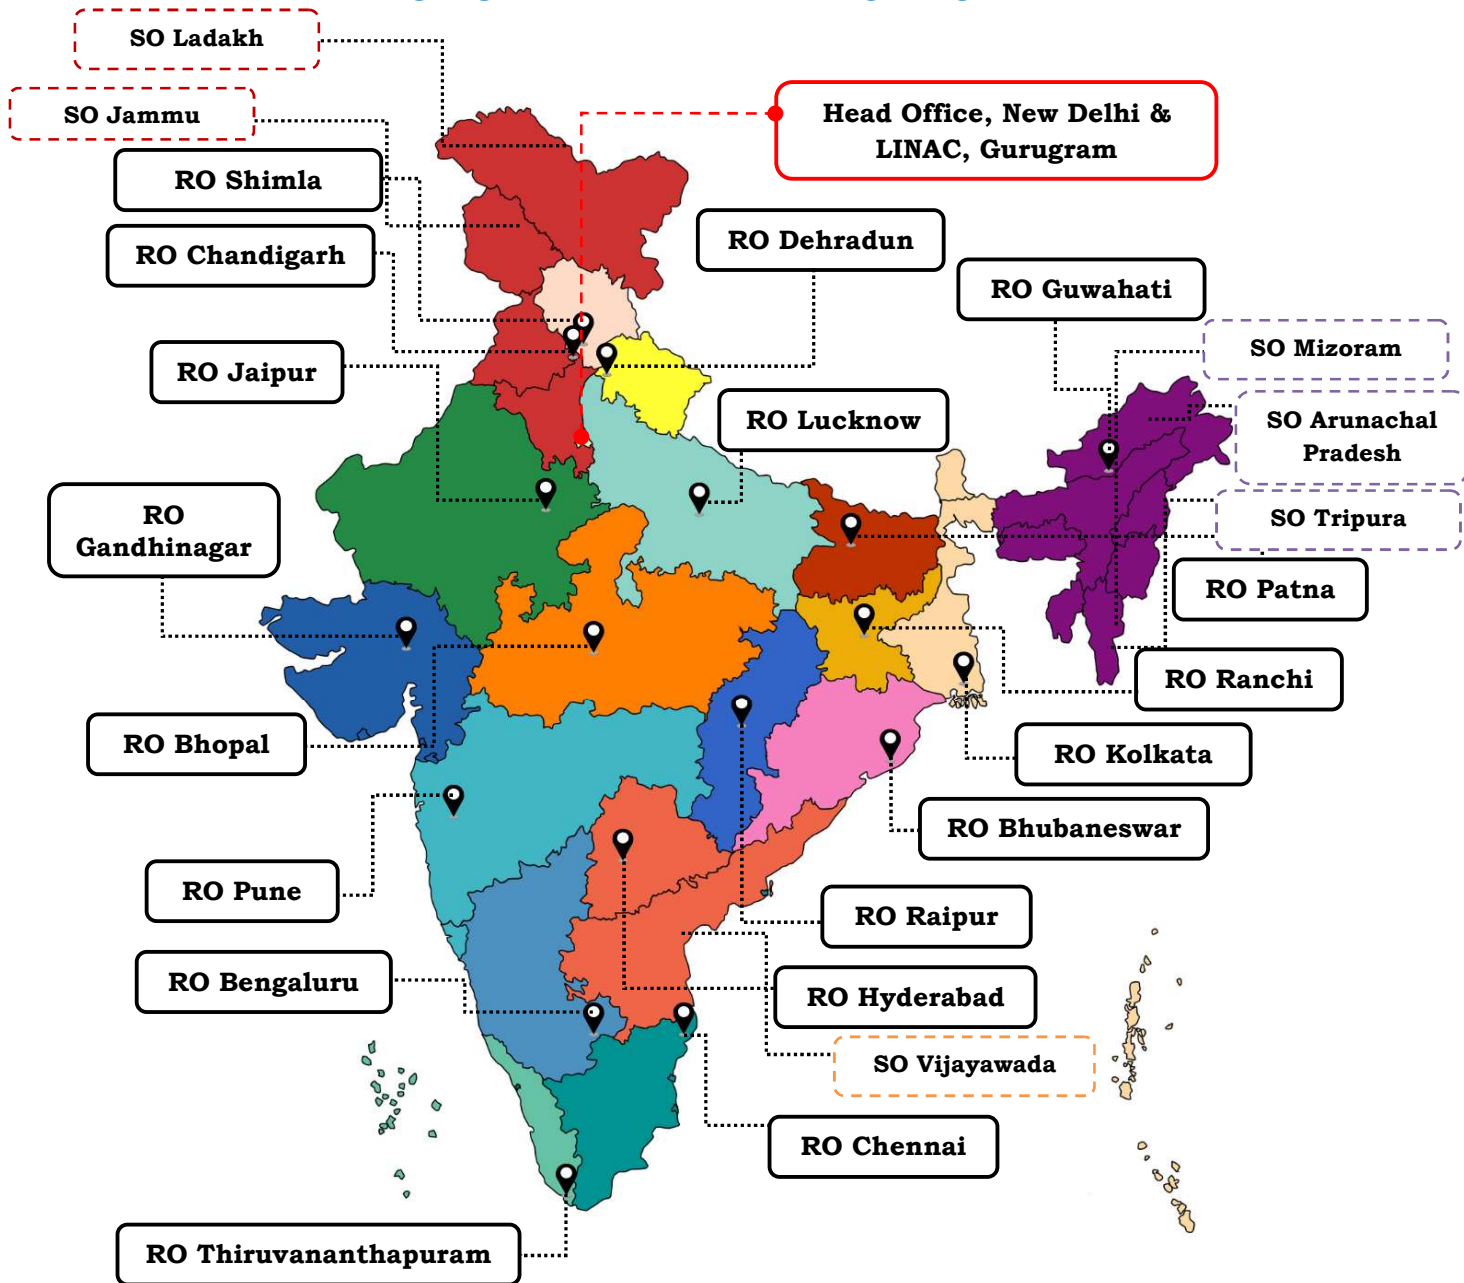 SO Ladakh
SO Jammu
Head Office, New Delhi &
LINAC, Gurugram
RO Shimla
RO Chandigarh
RO Dehradun
RO Guwahati
SO Mizoram
RO Jaipur
RO Lucknow
SO Arunachal
Pradesh
RO
Gandhinagar
SO Tripura
RO Patna
RO Ranchi
RO Bhopal
RO Kolkata
RO Bhubaneswar
RO Pune
RO Raipur
RO Bengaluru
RO Hyderabad
SO Vijayawada
RO Chennai
RO Thiruvananthapuram